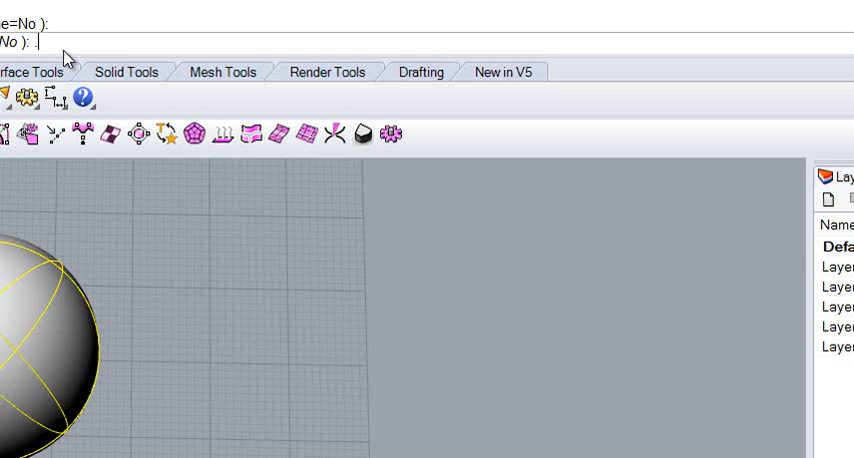 e=No ):
No ): .
rface Tools Solid Tools Mesh Tools Render Tools Drafting New in V5
?
Lay
Name
Defa
Layer
Layer
Layer
Layer
Layer